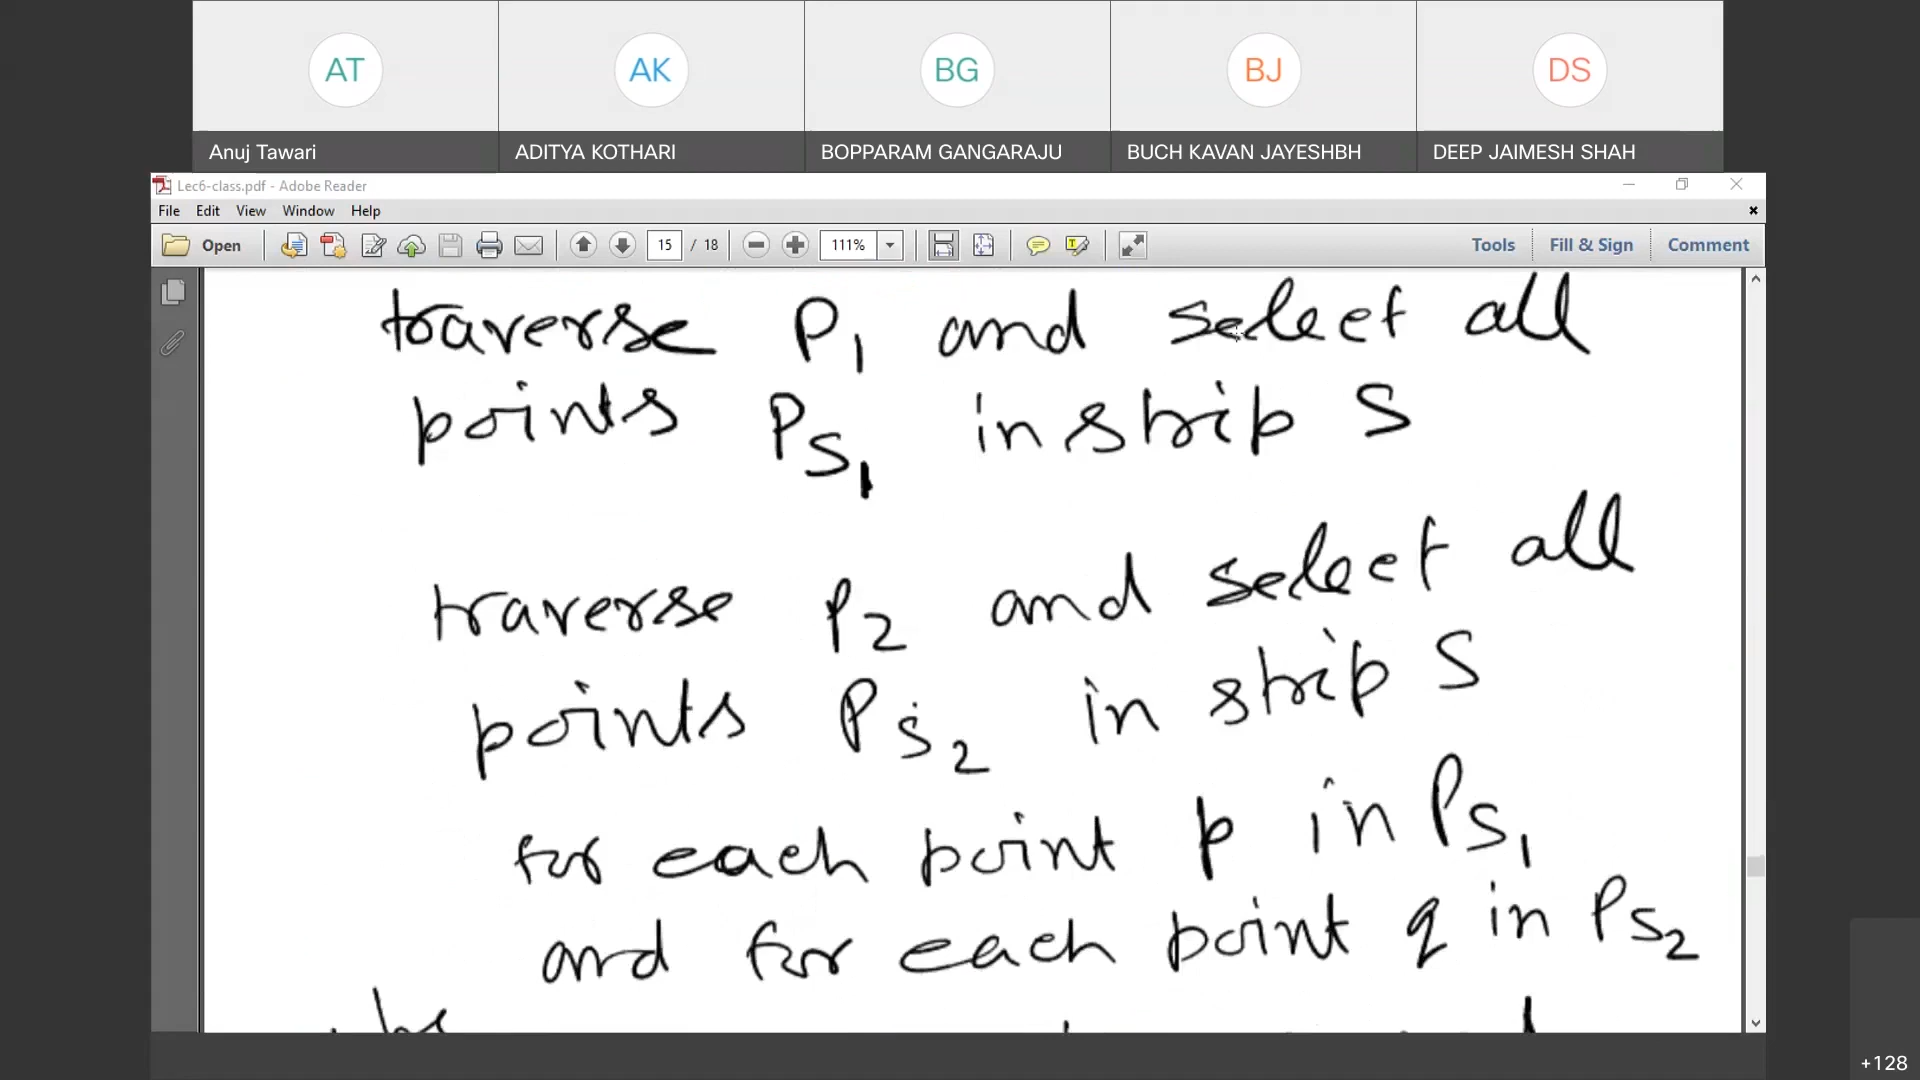 AT
AK
BG
BJ
DS
Anuj Tawari
ADITYA KOTHARI
BOPPARAM GANGARAJU
BUCH KAVAN JAYESHBH
DEEP JAIMESH SHAH
Lec6-class.pdf - Adobe Reader
File Edit View Window Help
Open 15 / 18 111% Tools Fill & Sign Comment
traverse P1 and select all
points PS1 in strip S
traverse P2 and select all
points PS2 in strip S
for each point p in PS1
and for each point q in PS2
+128